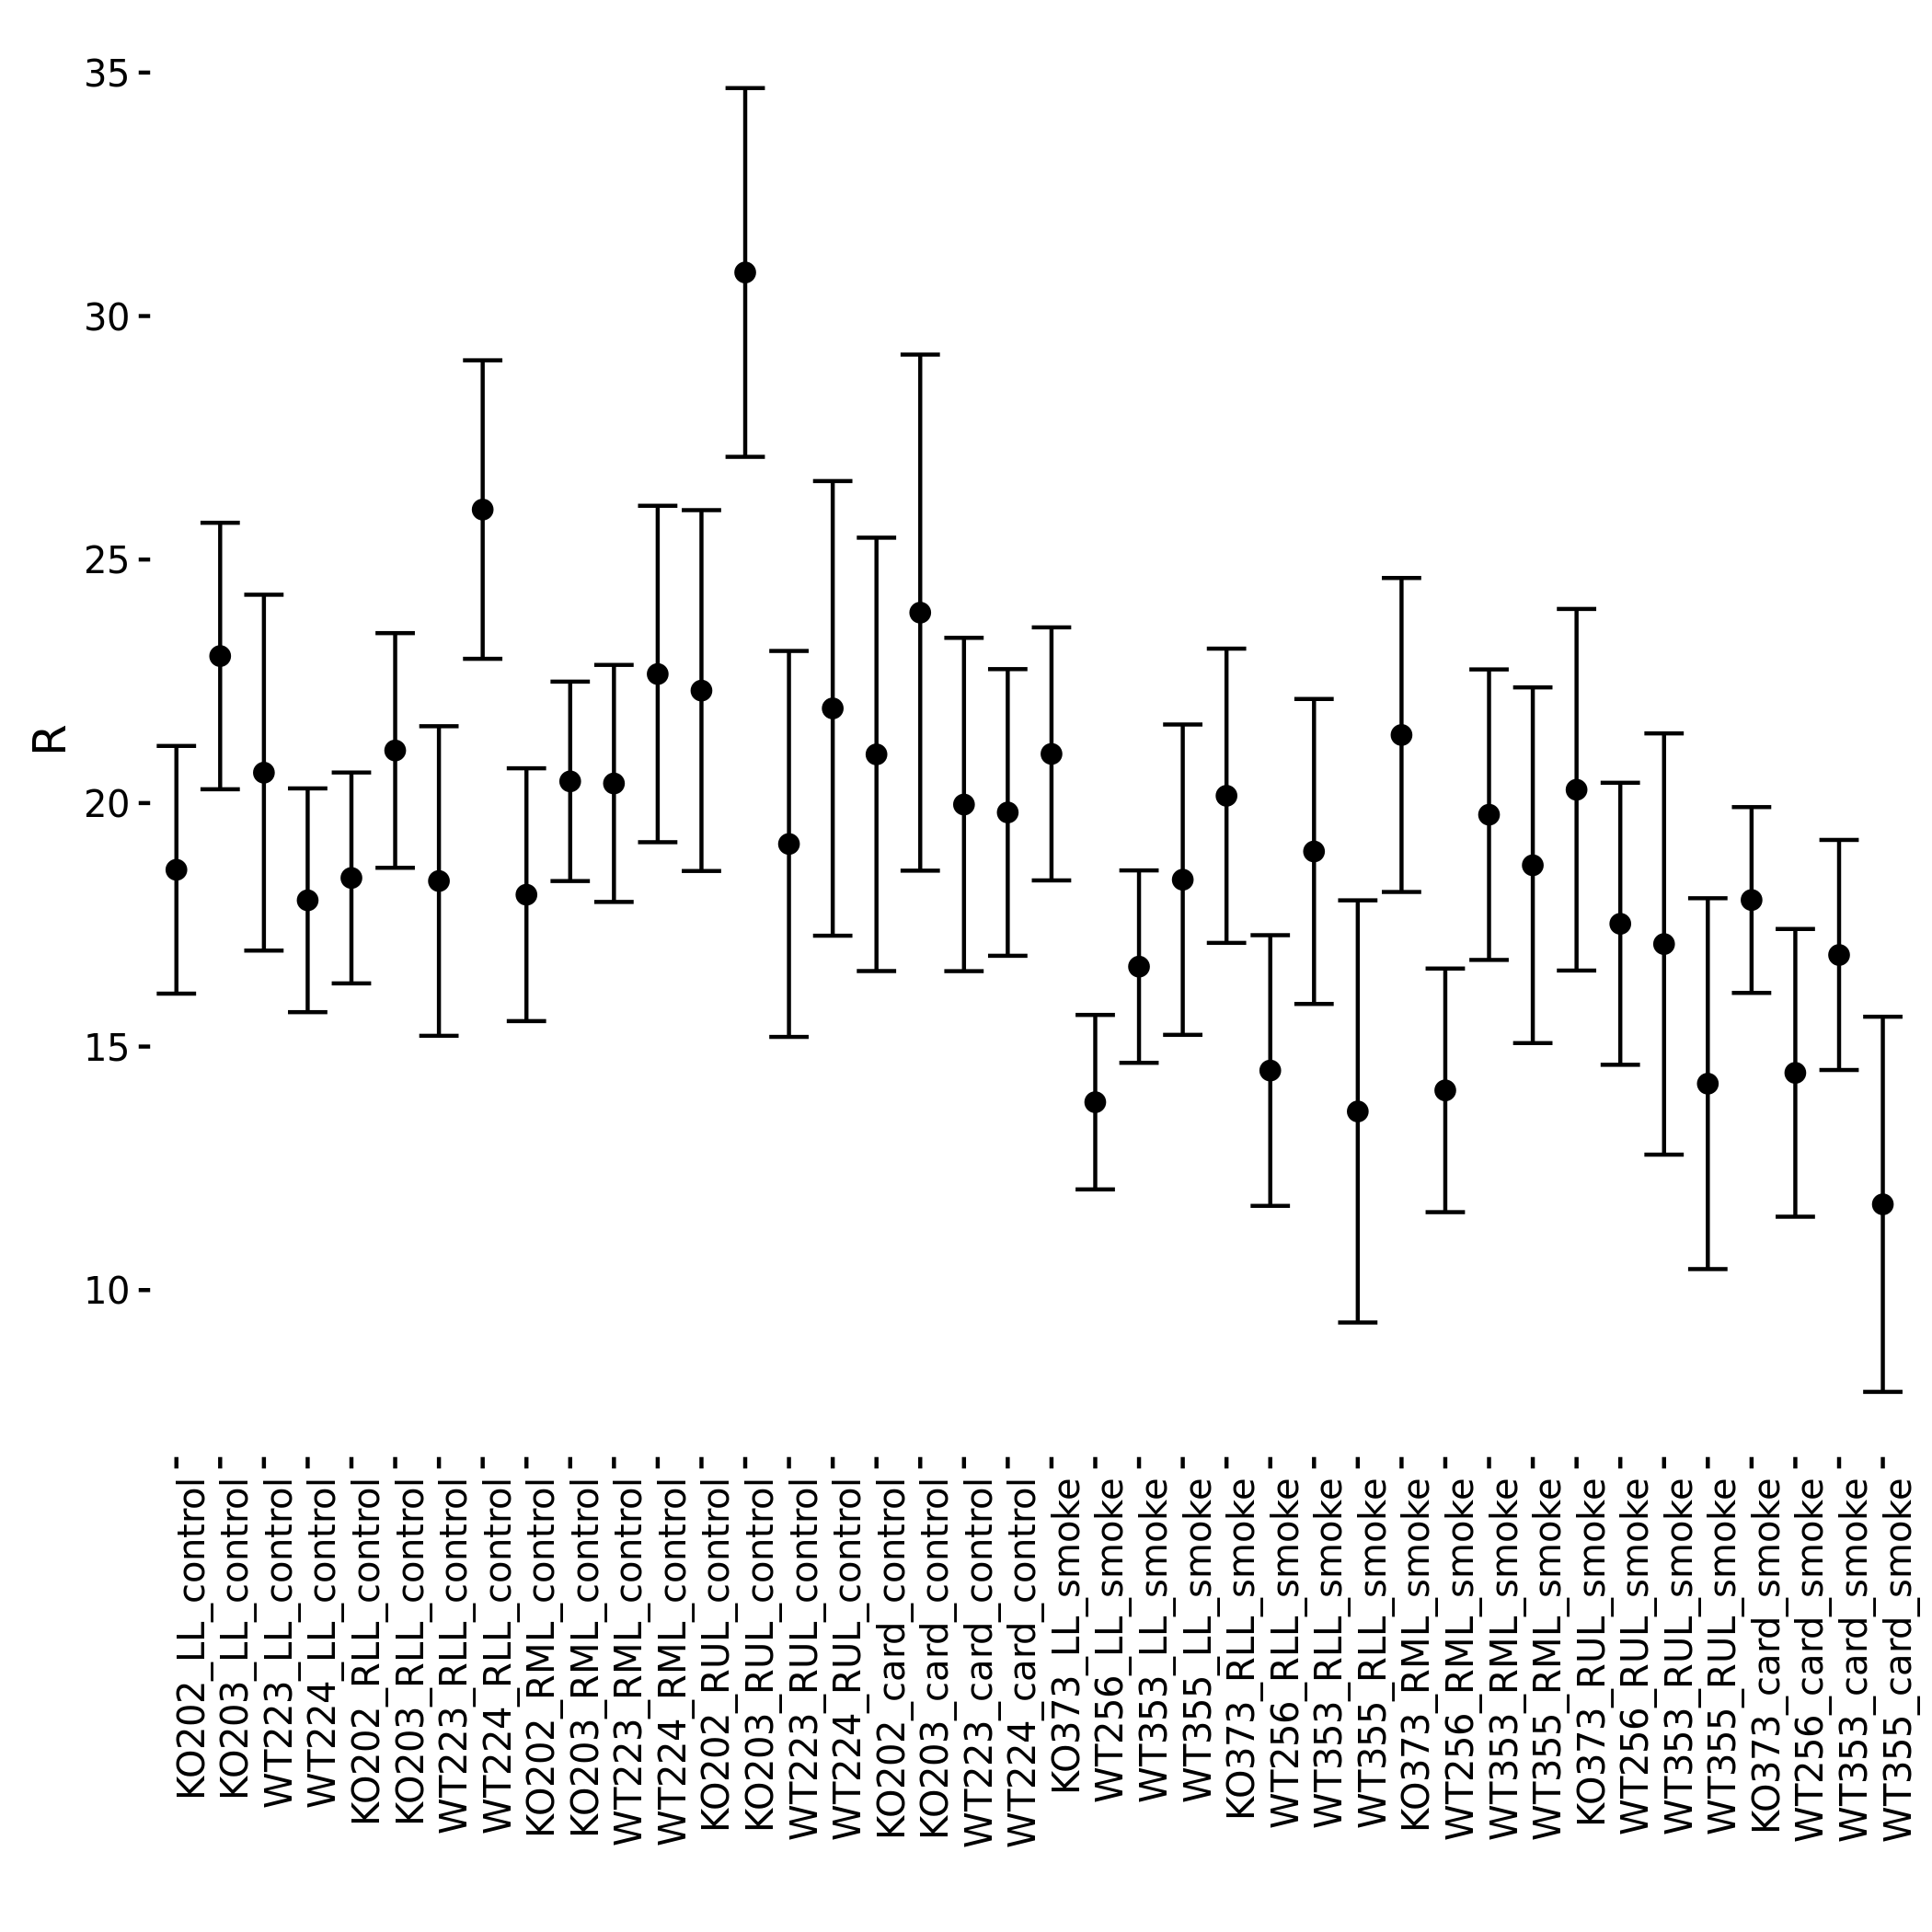 35
30
25
20
15
10
R
KO202_LL_control
KO203_LL_control
WT223_LL_control
WT224_LL_control
KO202_RLL_control
KO203_RLL_control
WT223_RLL_control
WT224_RLL_control
KO202_RML_control
KO203_RML_control
WT223_RML_control
WT224_RML_control
KO202_RUL_control
KO203_RUL_control
WT223_RUL_control
WT224_RUL_control
KO202_card_control
KO203_card_control
WT223_card_control
WT224_card_control
KO373_LL_smoke
WT256_LL_smoke
WT353_LL_smoke
WT355_LL_smoke
KO373_RLL_smoke
WT256_RLL_smoke
WT353_RLL_smoke
WT355_RLL_smoke
KO373_RML_smoke
WT256_RML_smoke
WT353_RML_smoke
WT355_RML_smoke
KO373_RUL_smoke
WT256_RUL_smoke
WT353_RUL_smoke
WT355_RUL_smoke
KO373_card_smoke
WT256_card_smoke
WT353_card_smoke
WT355_card_smoke